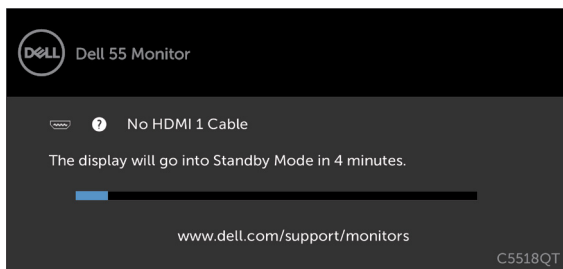 DELL Dell 55 Monitor
? No HDMI 1 Cable
The display will go into Standby Mode in 4 minutes.
www.dell.com/support/monitors
C5518QT